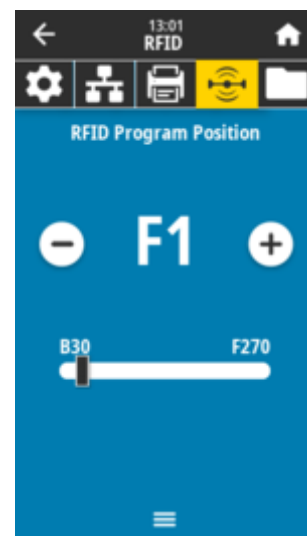 13:01
RFID
RFID Program Position
F1
B30 F270